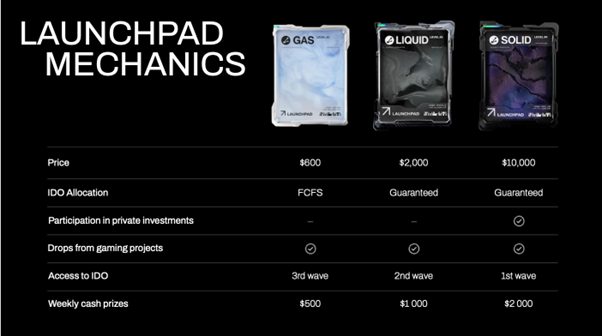 LAUNCHPAD
MECHANICS
GAS
LIQUID
SOLID
LAUNCHPAD
LAUNCHPAD
LAUNCHPAD
Price $600 $2,000 $10,000
IDO Allocation FCFS Guaranteed Guaranteed
Participation in private investments – –
Drops from gaming projects
Access to IDO 3rd wave 2nd wave 1st wave
Weekly cash prizes $500 $1 000 $2 000